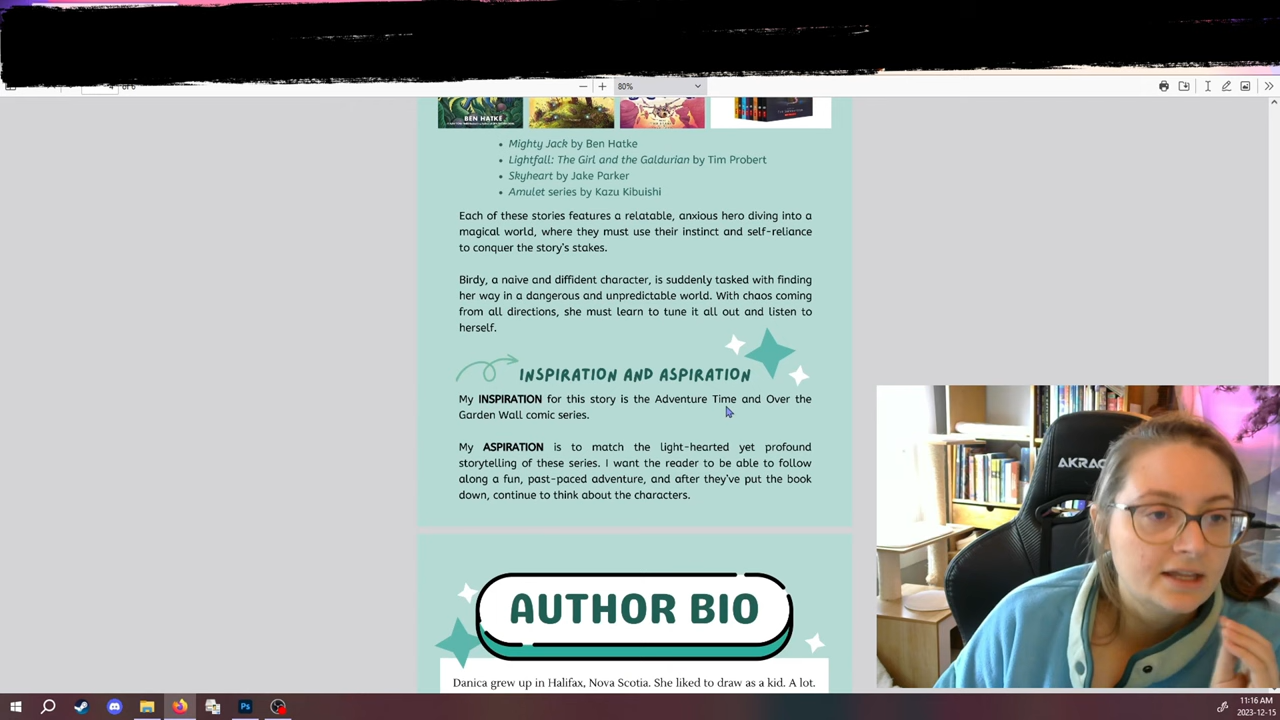 of 6
80%
BEN HATKE
Mighty Jack by Ben Hatke
Lightfall: The Girl and the Galdurian by Tim Probert
Skyheart by Jake Parker
Amulet series by Kazu Kibuishi
Each of these stories features a relatable, anxious hero diving into a
magical world, where they must use their instinct and self-reliance
to conquer the story's stakes.
Birdy, a naive and diffident character, is suddenly tasked with finding
her way in a dangerous and unpredictable world. With chaos coming
from all directions, she must learn to tune it all out and listen to
herself.
INSPIRATION AND ASPIRATION
My INSPIRATION for this story is the Adventure Time and Over the
Garden Wall comic series.
My ASPIRATION is to match the light-hearted yet profound
storytelling of these series. I want the reader to be able to follow
along a fun, past-paced adventure, and after they've put the book
down, continue to think about the characters.
AKRAC
AUTHOR BIO
Danica grew up in Halifax, Nova Scotia. She liked to draw as a kid. A lot.
Ps
11:16 AM
2023-12-15